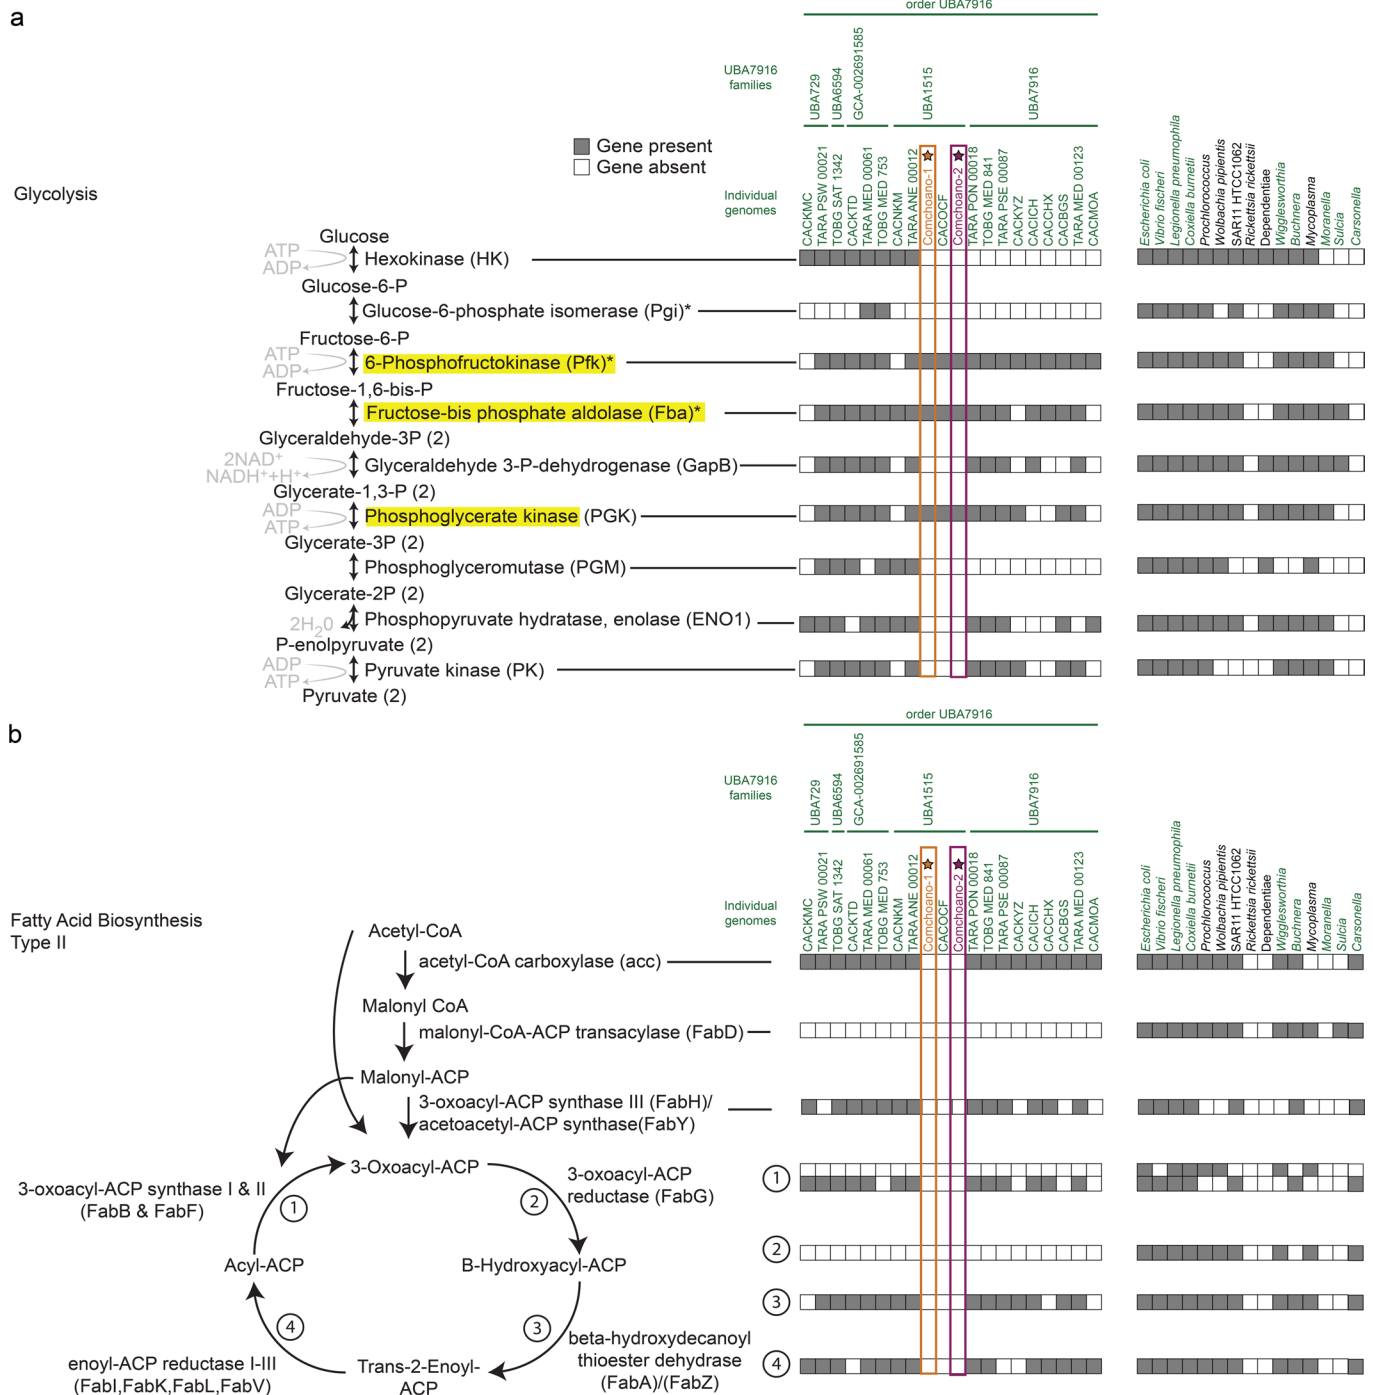 a
order UBA7916
UBA7916
families
UBA729
UBA6594
GCA-002691585
UBA1515
UBA7916
Gene present
Gene absent
Glycolysis
Individual
genomes
CACKMC
TARA PSW 00021
TOBG SAT 1342
CACKTD
TARA MED 00061
TOBG MED 753
CACNKM
TARA ANE 00012
Comchoano-1
CACOCF
Comchoano-2
TARA PON 00018
TOBG MED 841
TARA PSE 00087
CACKYZ
CACICH
CACCHX
CACBGS
TARA MED 00123
CACMOA
Escherichia coli
Vibrio fischeri
Legionella pneumophila
Coxiella burnetii
Prochlorococcus
Wolbachia pipientis
SAR11 HTCC1062
Rickettsia rickettsii
Dependentiae
Wigglesworthia
Buchnera
Mycoplasma
Moranella
Sulcia
Carsonella
Glucose
ATP
ADP
Hexokinase (HK)
Glucose-6-P
Glucose-6-phosphate isomerase (Pgi)*
Fructose-6-P
ATP
ADP
6-Phosphofructokinase (Pfk)*
Fructose-1,6-bis-P
Fructose-bis phosphate aldolase (Fba)*
Glyceraldehyde-3P (2)
2NAD+
NADH++H+
Glyceraldehyde 3-P-dehydrogenase (GapB)
Glycerate-1,3-P (2)
ADP
ATP
Phosphoglycerate kinase (PGK)
Glycerate-3P (2)
Phosphoglyceromutase (PGM)
Glycerate-2P (2)
2H20
Phosphopyruvate hydratase, enolase (ENO1)
P-enolpyruvate (2)
ADP
ATP
Pyruvate kinase (PK)
Pyruvate (2)
b
order UBA7916
UBA7916
families
UBA729
UBA6594
GCA-002691585
UBA1515
UBA7916
Fatty Acid Biosynthesis
Type II
Individual
genomes
CACKMC
TARA PSW 00021
TOBG SAT 1342
CACKTD
TARA MED 00061
TOBG MED 753
CACNKM
TARA ANE 00012
Comchoano-1
CACOCF
Comchoano-2
TARA PON 00018
TOBG MED 841
TARA PSE 00087
CACKYZ
CACICH
CACCHX
CACBGS
TARA MED 00123
CACMOA
Escherichia coli
Vibrio fischeri
Legionella pneumophila
Coxiella burnetii
Prochlorococcus
Wolbachia pipientis
SAR11 HTCC1062
Rickettsia rickettsii
Dependentiae
Wigglesworthia
Buchnera
Mycoplasma
Moranella
Sulcia
Carsonella
Acetyl-CoA
acetyl-CoA carboxylase (acc)
Malonyl CoA
malonyl-CoA-ACP transacylase (FabD)
Malonyl-ACP
3-oxoacyl-ACP synthase III (FabH)/
acetoacetyl-ACP synthase(FabY)
3-Oxoacyl-ACP
3-oxoacyl-ACP synthase I & II
(FabB & FabF)
1
2
3-oxoacyl-ACP
reductase (FabG)
1
2
Acyl-ACP
B-Hydroxyacyl-ACP
3
4
3
beta-hydroxydecanoyl
thioester dehydrase
(FabA)/(FabZ)
4
enoyl-ACP reductase I-III
(FabI,FabK,FabL,FabV)
Trans-2-Enoyl-
ACP